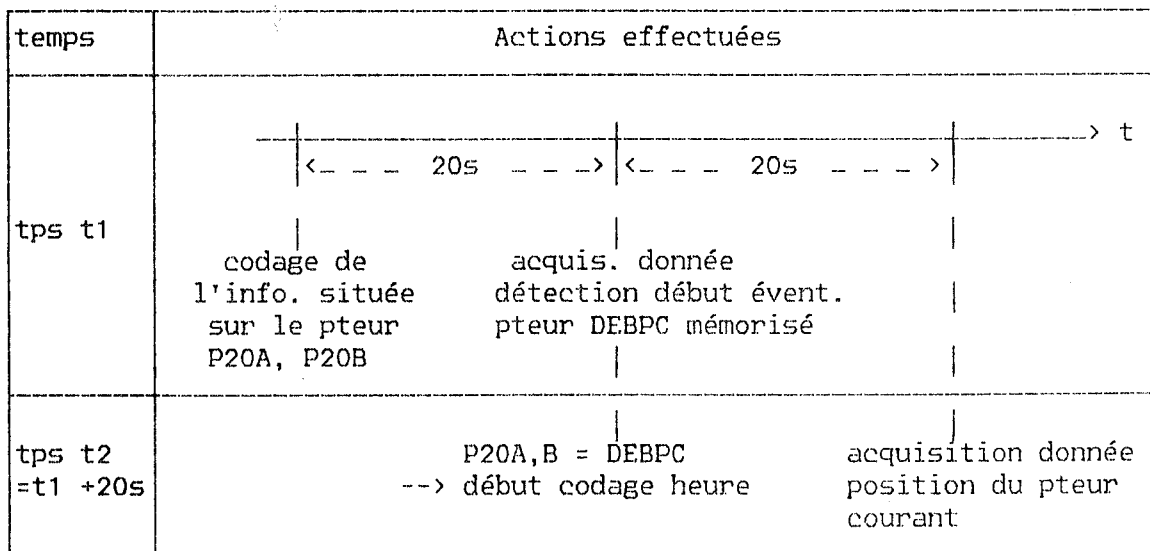 temps Actions effectuées
t
20s 20s
tps t1
codage de acquis. donnée
l'info. située détection début évent.
sur le pteur pteur DEBPC mémorisé
P20A, P20B
tps t2 P20A,B = DEBPC acquisition donnée
=t1 +20s --> début codage heure position du pteur
courant